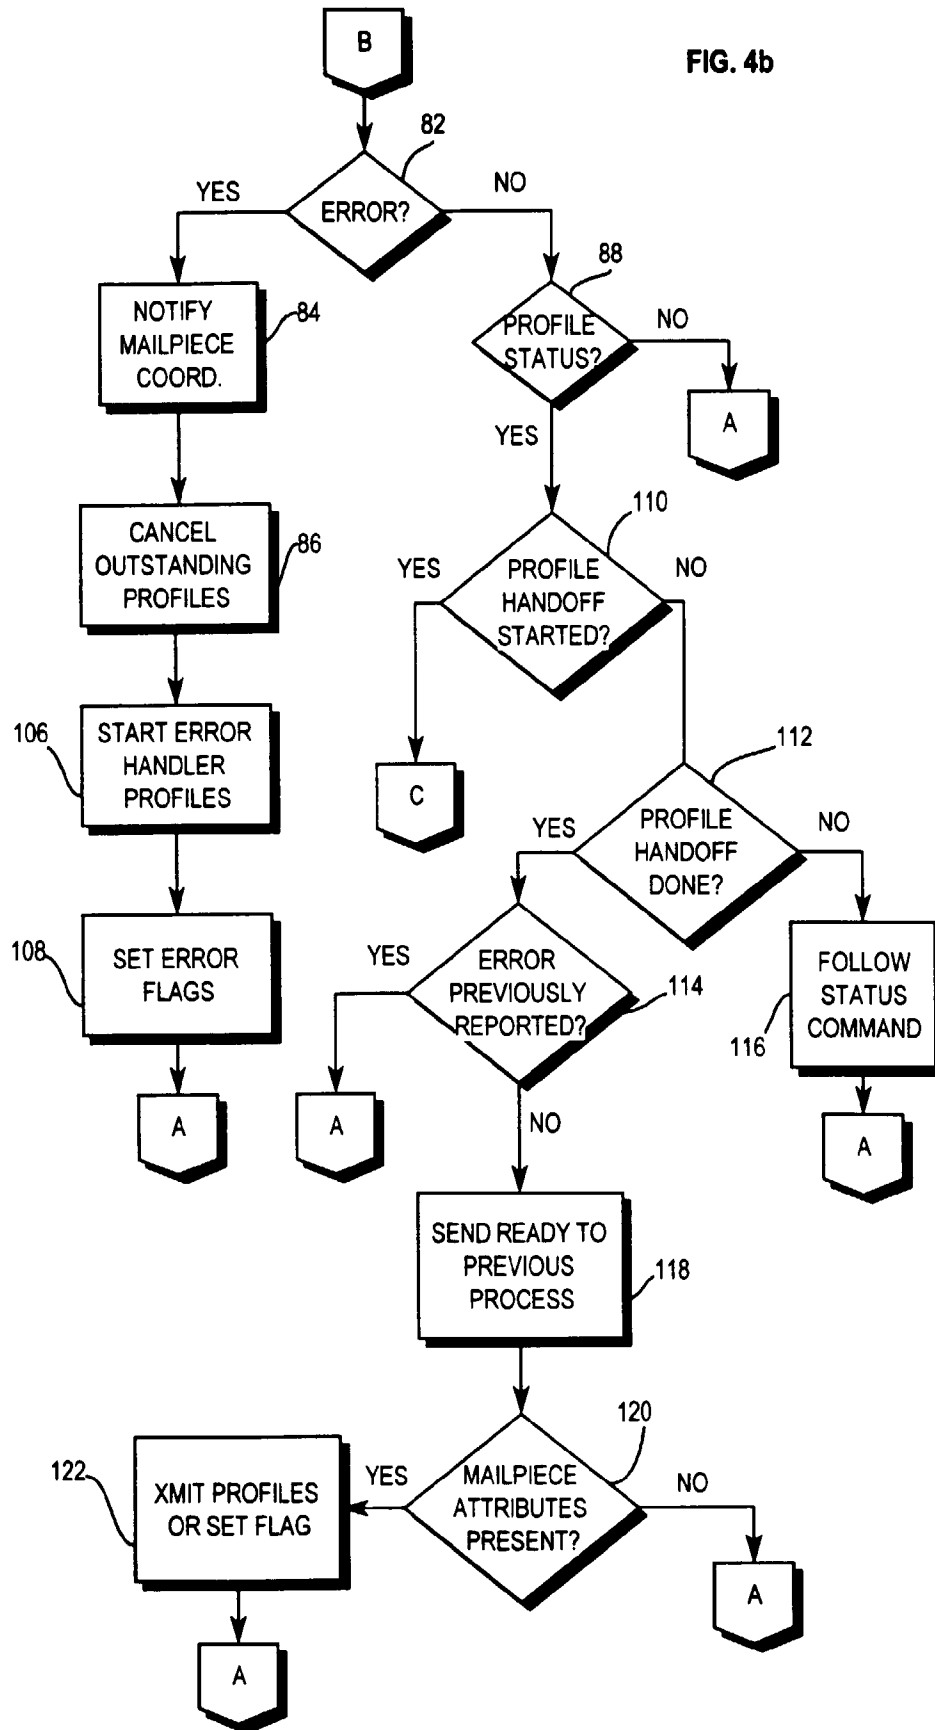 B
FIG. 4b
82
YES
NO
ERROR?
88
NOTIFY
MAILPIECE
COORD.
84
PROFILE
STATUS?
NO
A
YES
CANCEL
OUTSTANDING
PROFILES
86
110
YES
PROFILE
HANDOFF
STARTED?
NO
106
START ERROR
HANDLER
PROFILES
112
C
YES
PROFILE
HANDOFF
DONE?
NO
108
SET ERROR
FLAGS
YES
ERROR
PREVIOUSLY
REPORTED?
114
FOLLOW
STATUS
COMMAND
116
A
A
A
NO
SEND READY TO
PREVIOUS
PROCESS
118
120
122
XMIT PROFILES
OR SET FLAG
YES
MAILPIECE
ATTRIBUTES
PRESENT?
NO
A
A